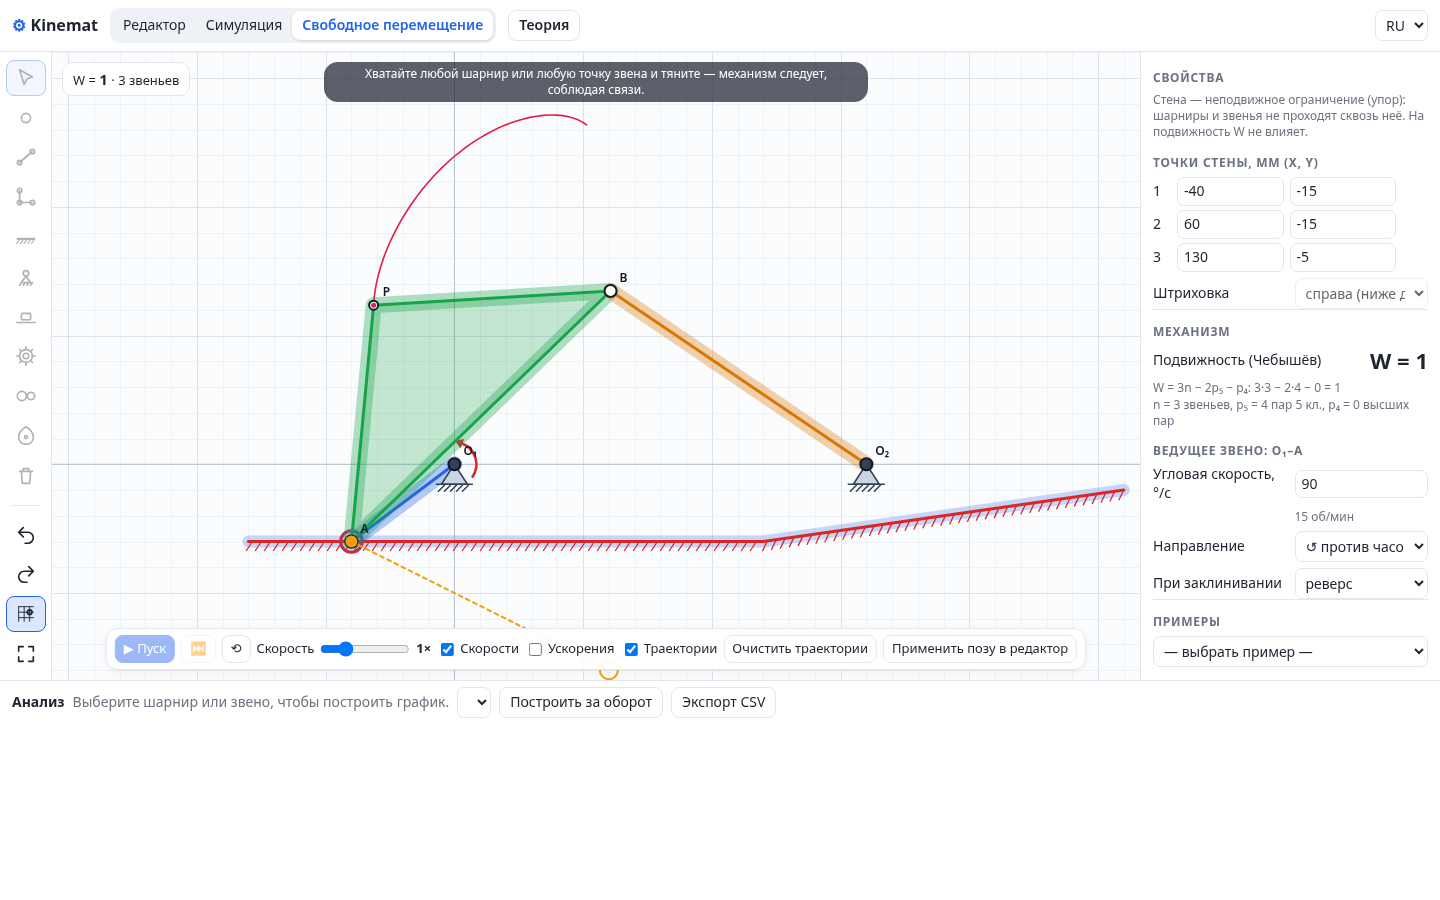 ⚙ Kinemat
Редактор
Симуляция
Свободное перемещение
Теория
RU
W = 1 · 3 звеньев
Хватайте любой шарнир или любую точку звена и тяните — механизм следует,
соблюдая связи.
P
B
O₁
O₂
A
СВОЙСТВА
Стена — неподвижное ограничение (упор):
шарниры и звенья не проходят сквозь неё. На
подвижность W не влияет.
ТОЧКИ СТЕНЫ, ММ (X, Y)
1 -40 -15
2 60 -15
3 130 -5
Штриховка справа (ниже д
МЕХАНИЗМ
Подвижность (Чебышёв) W = 1
W = 3n − 2p₅ − p₄: 3·3 − 2·4 − 0 = 1
n = 3 звеньев, p₅ = 4 пар 5 кл., p₄ = 0 высших
пар
ВЕДУЩЕЕ ЗВЕНО: O₁–A
Угловая скорость,
°/с
90
15 об/мин
Направление ↺ против часо
При заклинивании реверс
ПРИМЕРЫ
— выбрать пример —
▶ Пуск
⏩
⟲
Скорость 1×
Скорости
Ускорения
Траектории
Очистить траектории
Применить позу в редактор
Анализ Выберите шарнир или звено, чтобы построить график.
Построить за оборот
Экспорт CSV